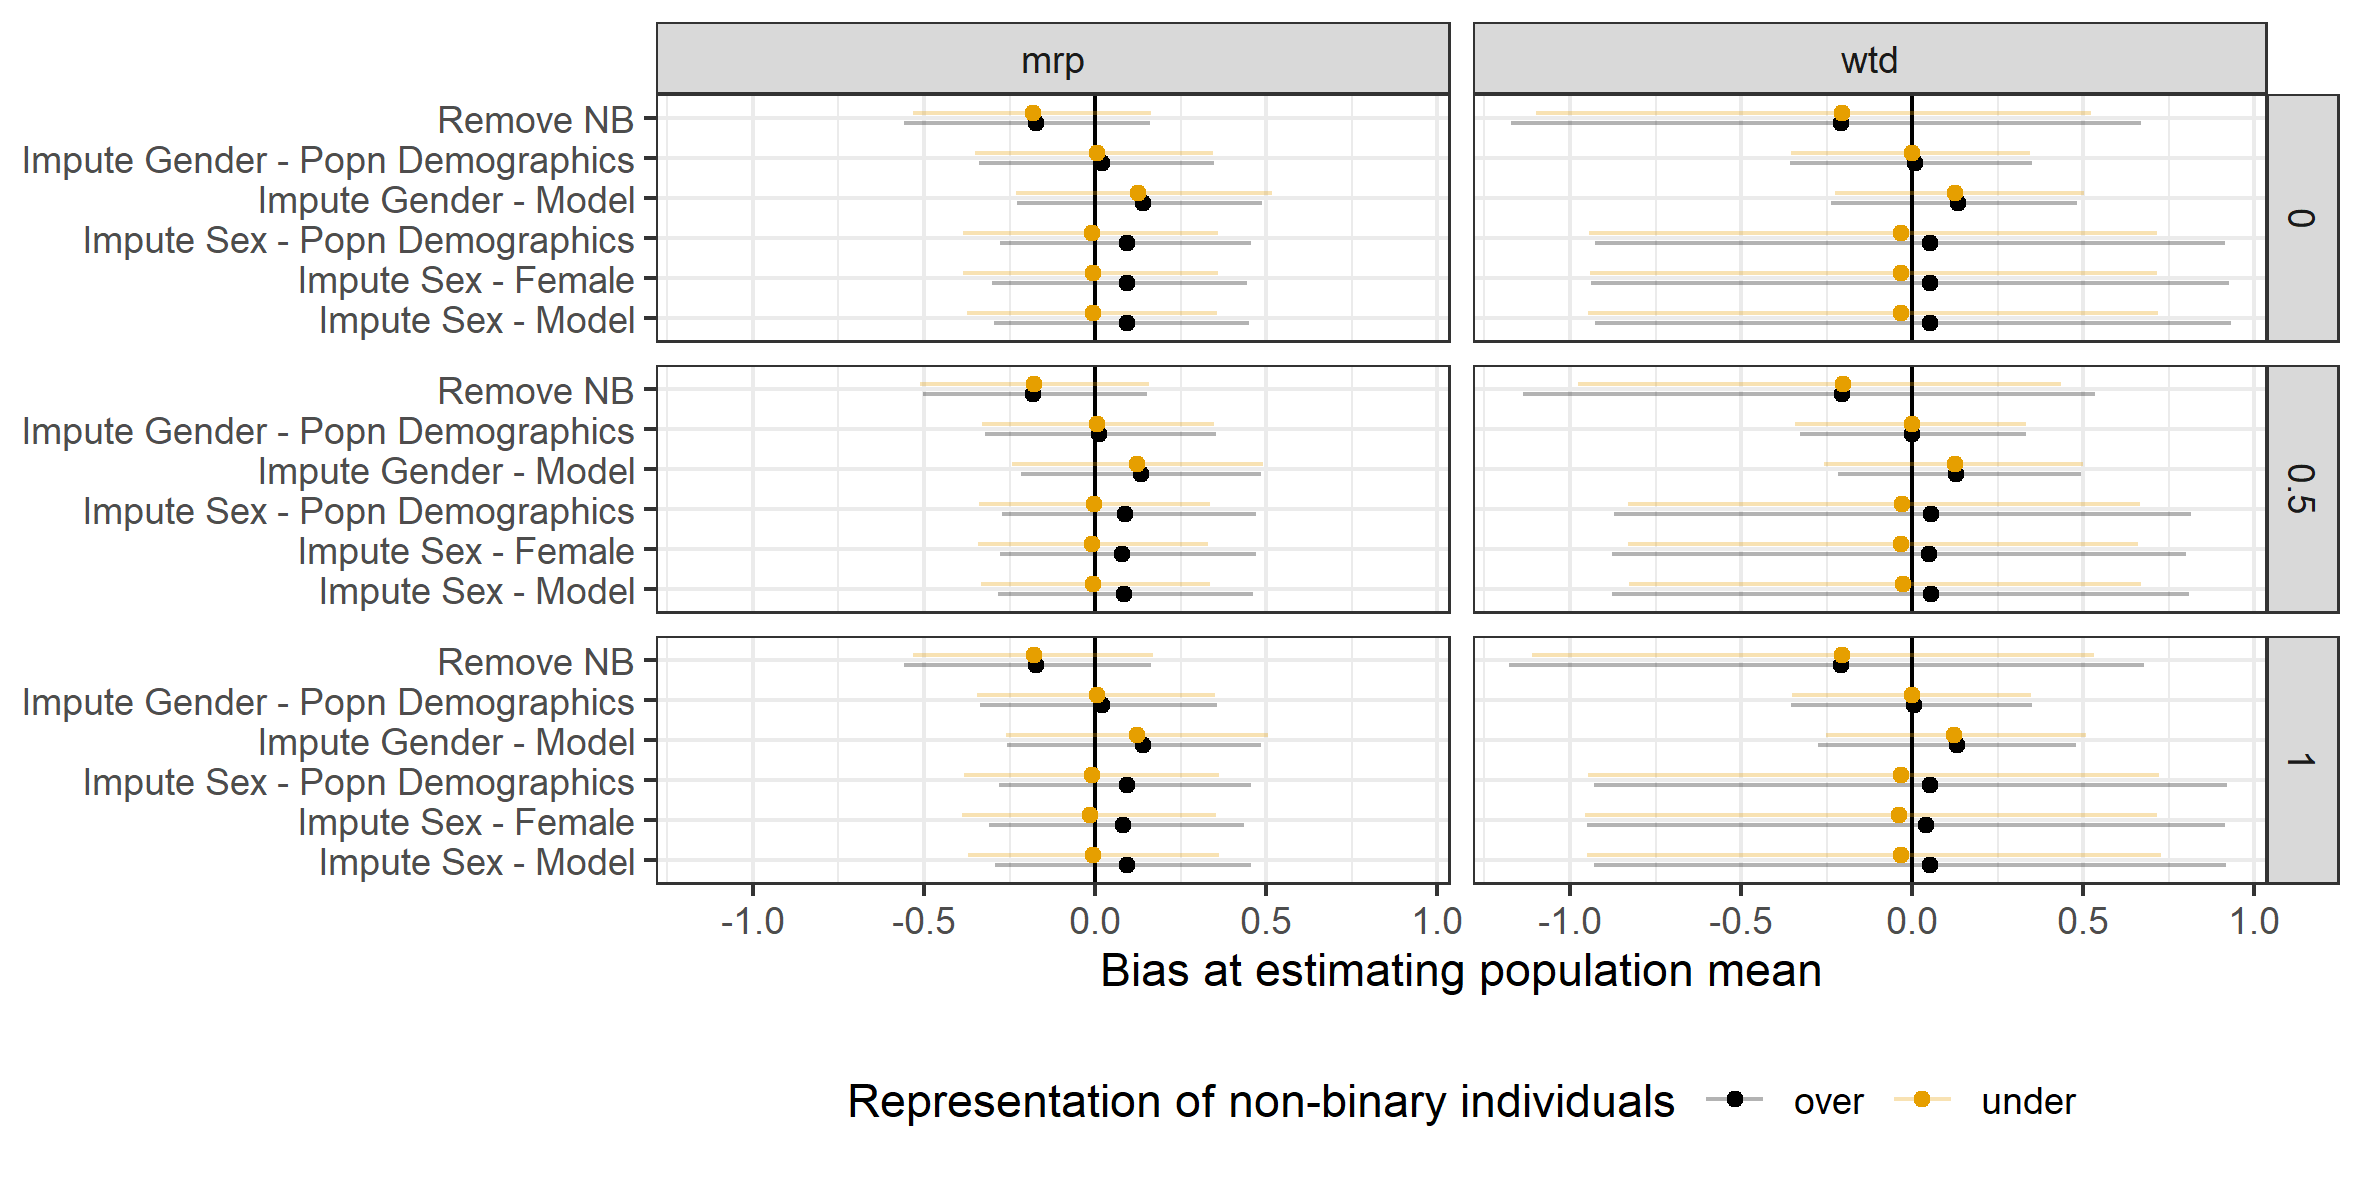 mrp
wtd
Remove NB
Impute Gender - Popn Demographics
Impute Gender - Model
Impute Sex - Popn Demographics
Impute Sex - Female
Impute Sex - Model
0
Remove NB
Impute Gender - Popn Demographics
Impute Gender - Model
Impute Sex - Popn Demographics
Impute Sex - Female
Impute Sex - Model
0.5
Remove NB
Impute Gender - Popn Demographics
Impute Gender - Model
Impute Sex - Popn Demographics
Impute Sex - Female
Impute Sex - Model
1
-1.0 -0.5 0.0 0.5 1.0
-1.0 -0.5 0.0 0.5 1.0
Bias at estimating population mean
Representation of non-binary individuals over under